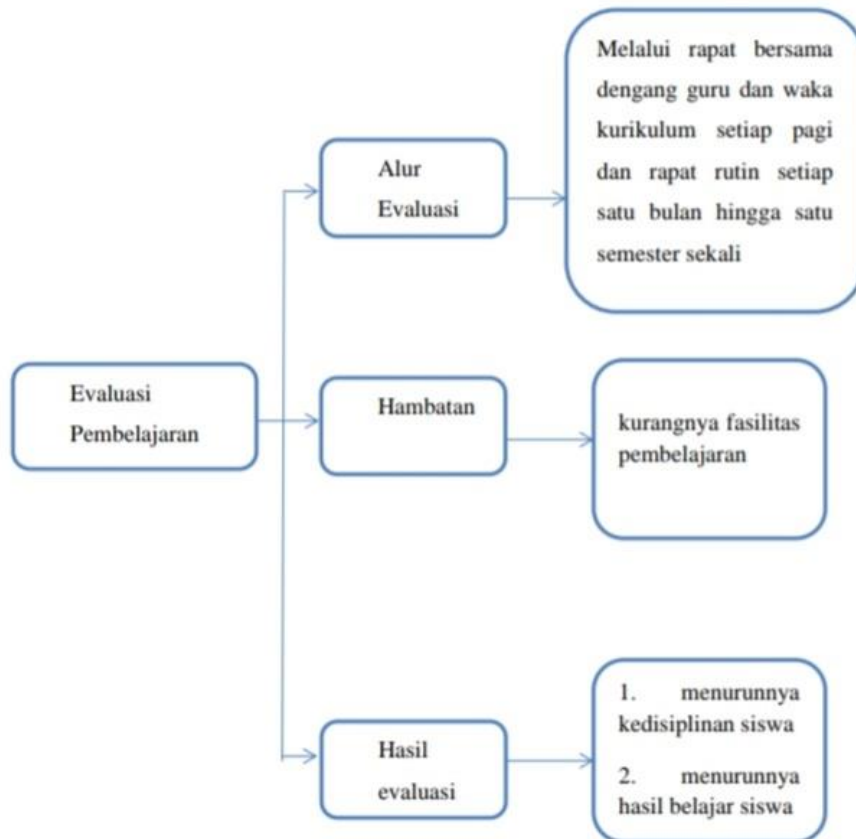 Melalui rapat bersama
dengang guru dan waka
kurikulum setiap pagi
dan rapat rutin setiap
satu bulan hingga satu
semester sekali
Alur
Evaluasi
Evaluasi
Pembelajaran
Hambatan
kurangnya fasilitas
pembelajaran
Hasil
evaluasi
1. menurunnya
kedisiplinan siswa
2. menurunnya
hasil belajar siswa